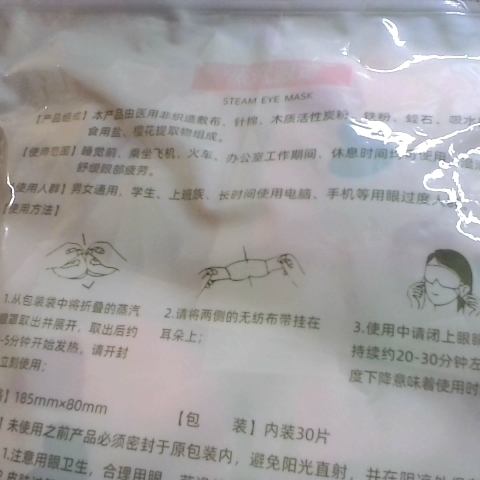 STEAM EYE MASK
【产品组成】本产品由医用非织造敷布、针棉、木质活性炭粉、铁粉、蛭石、吸水
食用盐、樱花提取物组成。
【使用范围】睡觉前、乘坐飞机、火车、办公室工作期间、休息时间均可使用
舒缓眼部疲劳。
使用人群】男女通用，学生、上班族、长时间使用电脑、手机等用眼过度人
使用方法】
1.从包装袋中将折叠的蒸汽
眼罩取出并展开，取出后约
-5分钟开始发热，请开封
立刻使用；
2.请将两侧的无纺布带挂在
耳朵上；
3.使用中请闭上眼睛
持续约20-30分钟左
度下降意味着使用时
】185mm×80mm
【包 装】内装30片
】未使用之前产品必须密封于原包装内，避免阳光直射，并在阴凉处
1.注意用眼卫生，合理用眼